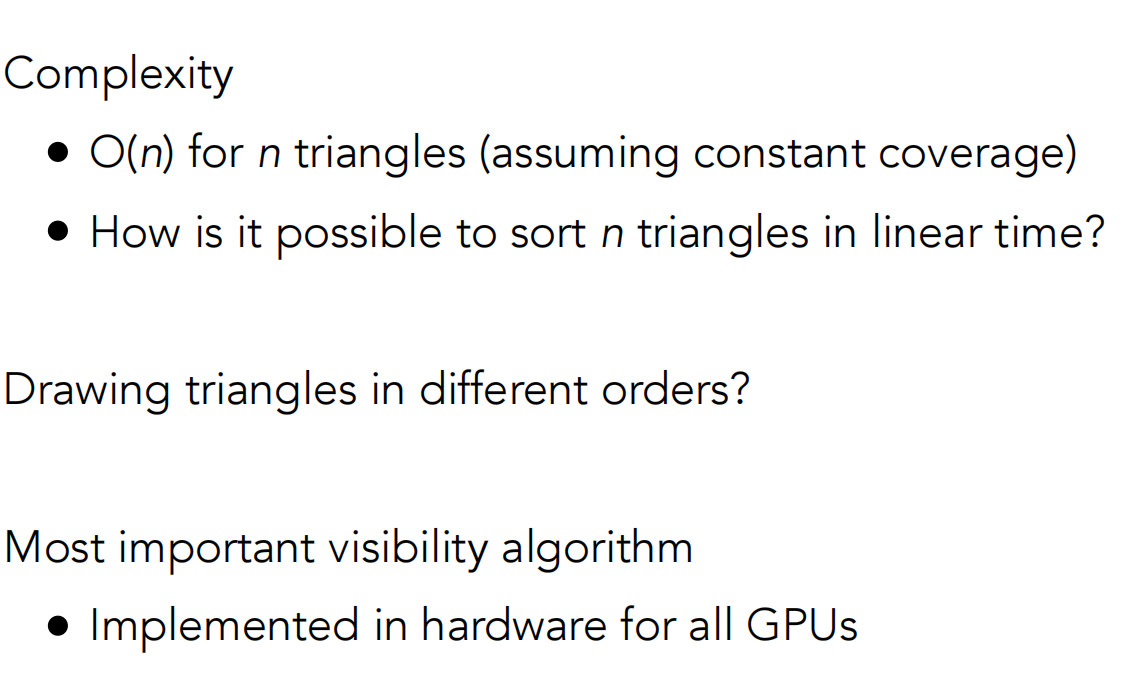 Complexity
• O(n) for n triangles (assuming constant coverage)
• How is it possible to sort n triangles in linear time?
Drawing triangles in different orders?
Most important visibility algorithm
• Implemented in hardware for all GPUs